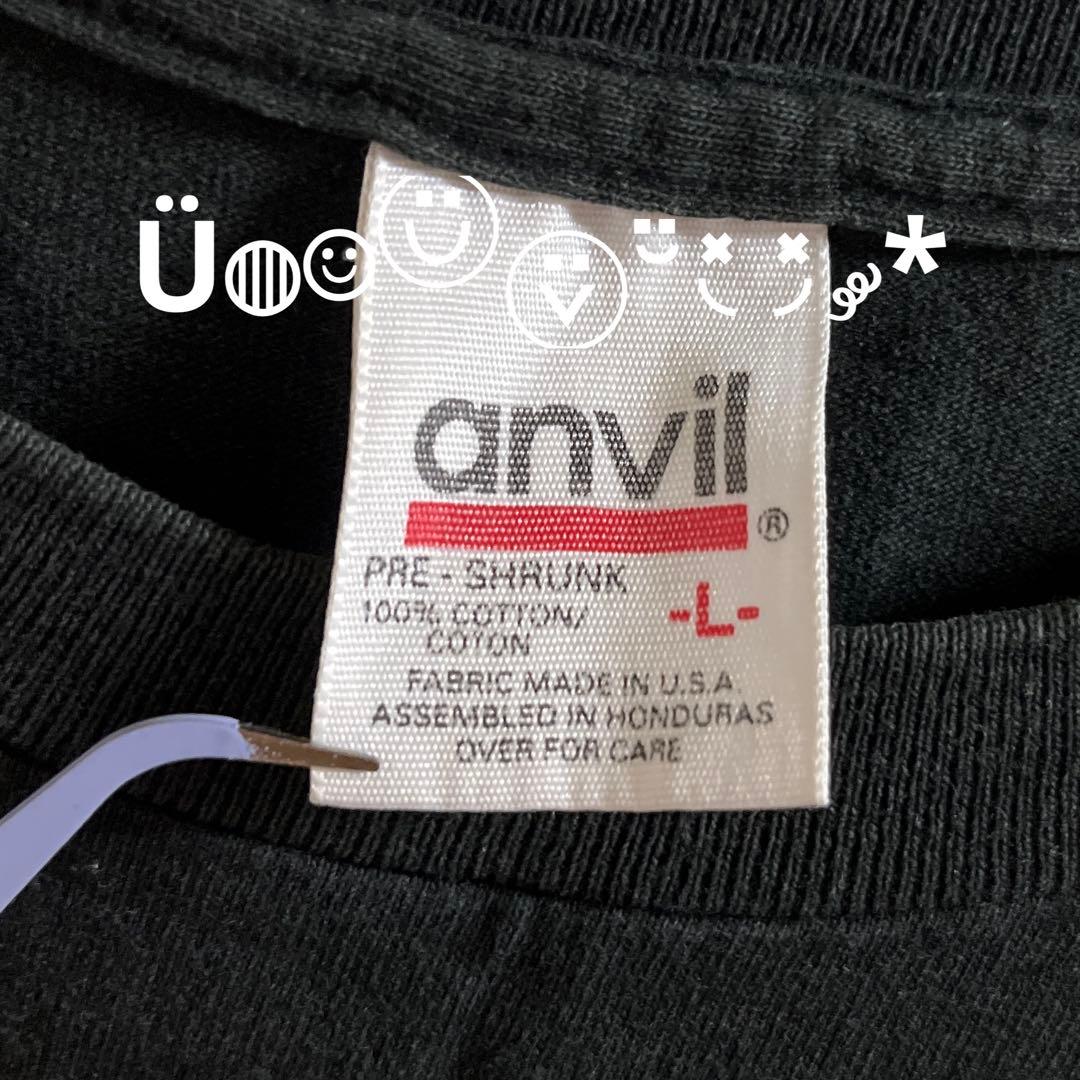 anvil
®
PRE - SHRUNK
100% COTTON/
COTON
-L-
FABRIC MADE IN U.S.A.
ASSEMBLED IN HONDURAS
OVER FOR CARE